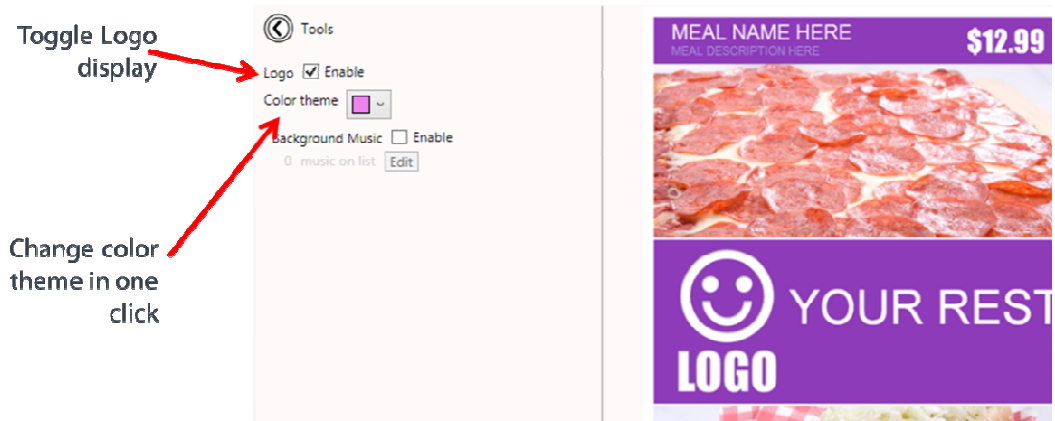 Toggle Logo
display
Change color
theme in one
click
Tools
Logo Enable
Color theme
Background Music Enable
0 music on list Edit
MEAL NAME HERE
$12.99
MEAL DESCRIPTION HERE
YOUR REST
LOGO